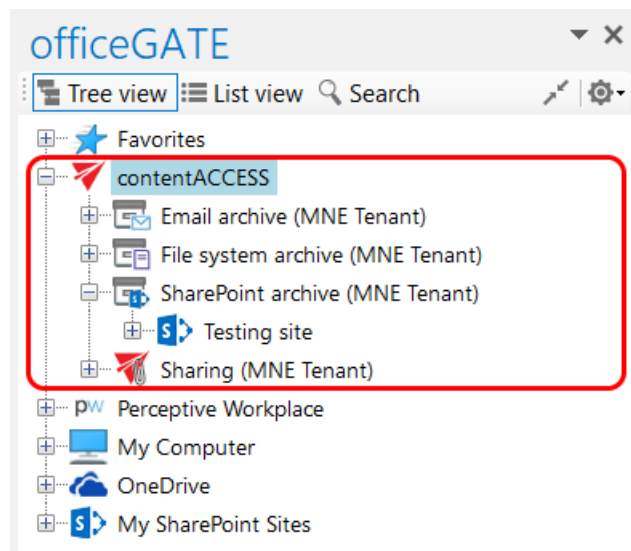 officeGATE
Tree view List view Search
Favorites
contentACCESS
Email archive (MNE Tenant)
File system archive (MNE Tenant)
SharePoint archive (MNE Tenant)
Testing site
Sharing (MNE Tenant)
pw Perceptive Workplace
My Computer
OneDrive
My SharePoint Sites